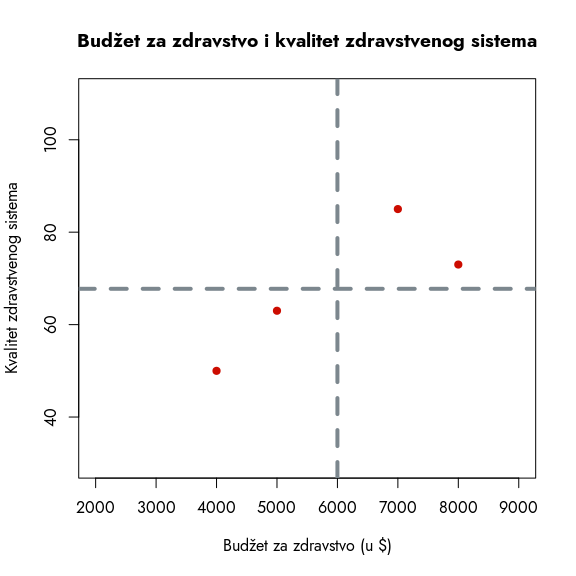 Budžet za zdravstvo i kvalitet zdravstvenog sistema
Kvalitet zdravstvenog sistema
100
80
60
40
2000 3000 4000 5000 6000 7000 8000 9000
Budžet za zdravstvo (u $)